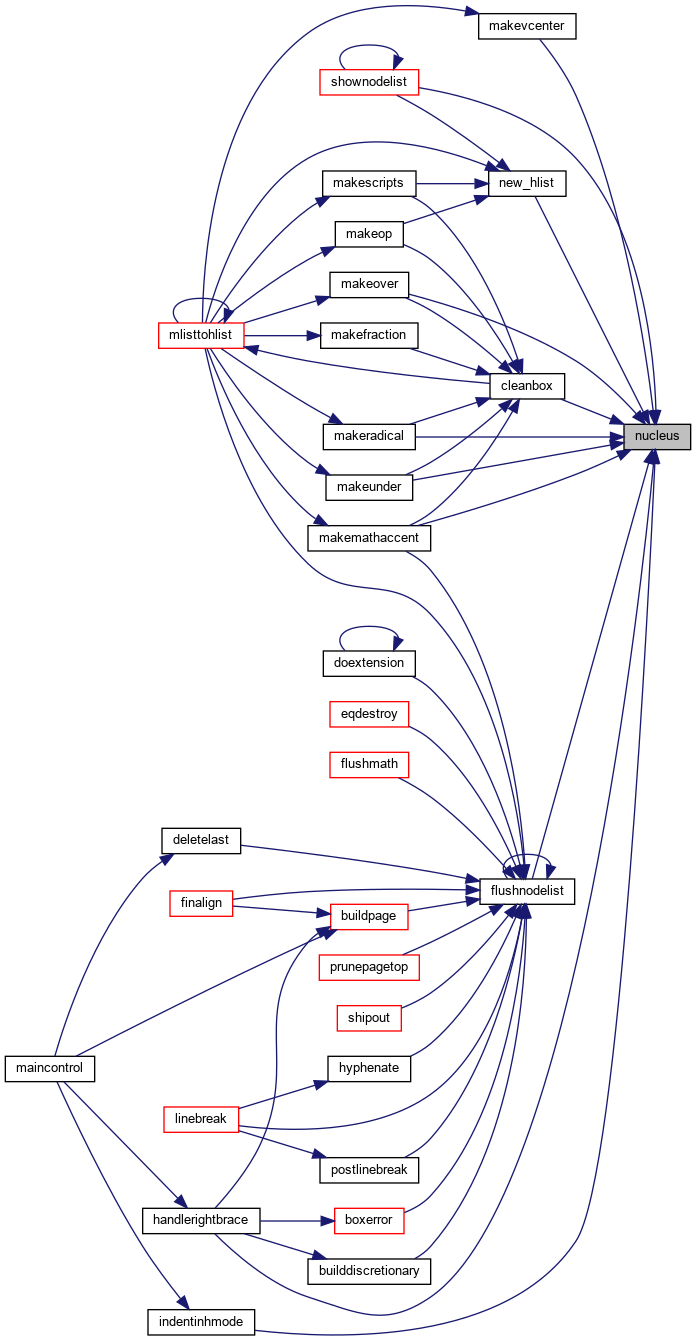 makevcenter
shownodelist
new_hlist
makescripts
makeop
makeover
mlisttohlist
makefraction
cleanbox
makeradical
nucleus
makeunder
makemathaccent
doextension
eqdestroy
flushmath
deletelast
flushnodelist
finalign
buildpage
prunepagetop
shipout
maincontrol
hyphenate
linebreak
postlinebreak
handlerightbrace
boxerror
builddiscretionary
indentinhmode